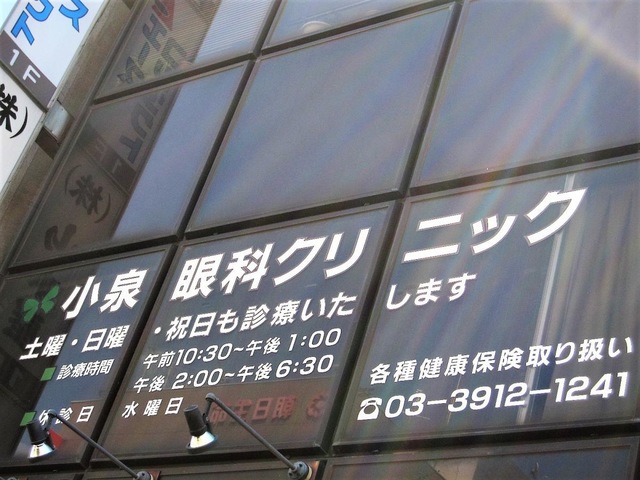 1F
(株)
小泉 眼科クリニック
土曜・日曜・祝日も診療いたします
診療時間 午前10:30～午後1:00
午後 2:00～午後6:30
休診日 水曜日
各種健康保険取り扱い
☎03-3912-1241